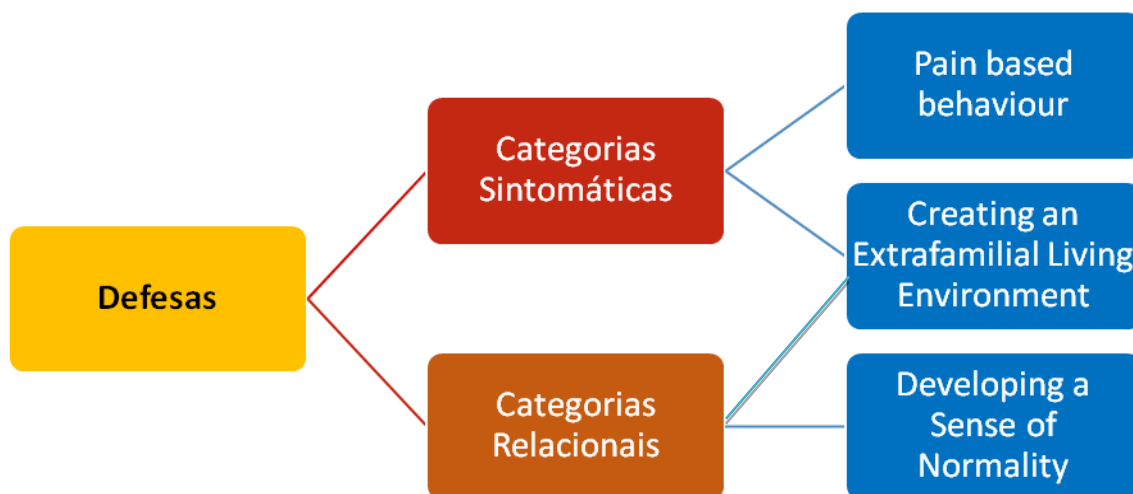 Defesas
Categorias
Sintomáticas
Categorias
Relacionais
Pain based
behaviour
Creating an
Extrafamilial Living
Environment
Developing a
Sense of
Normality